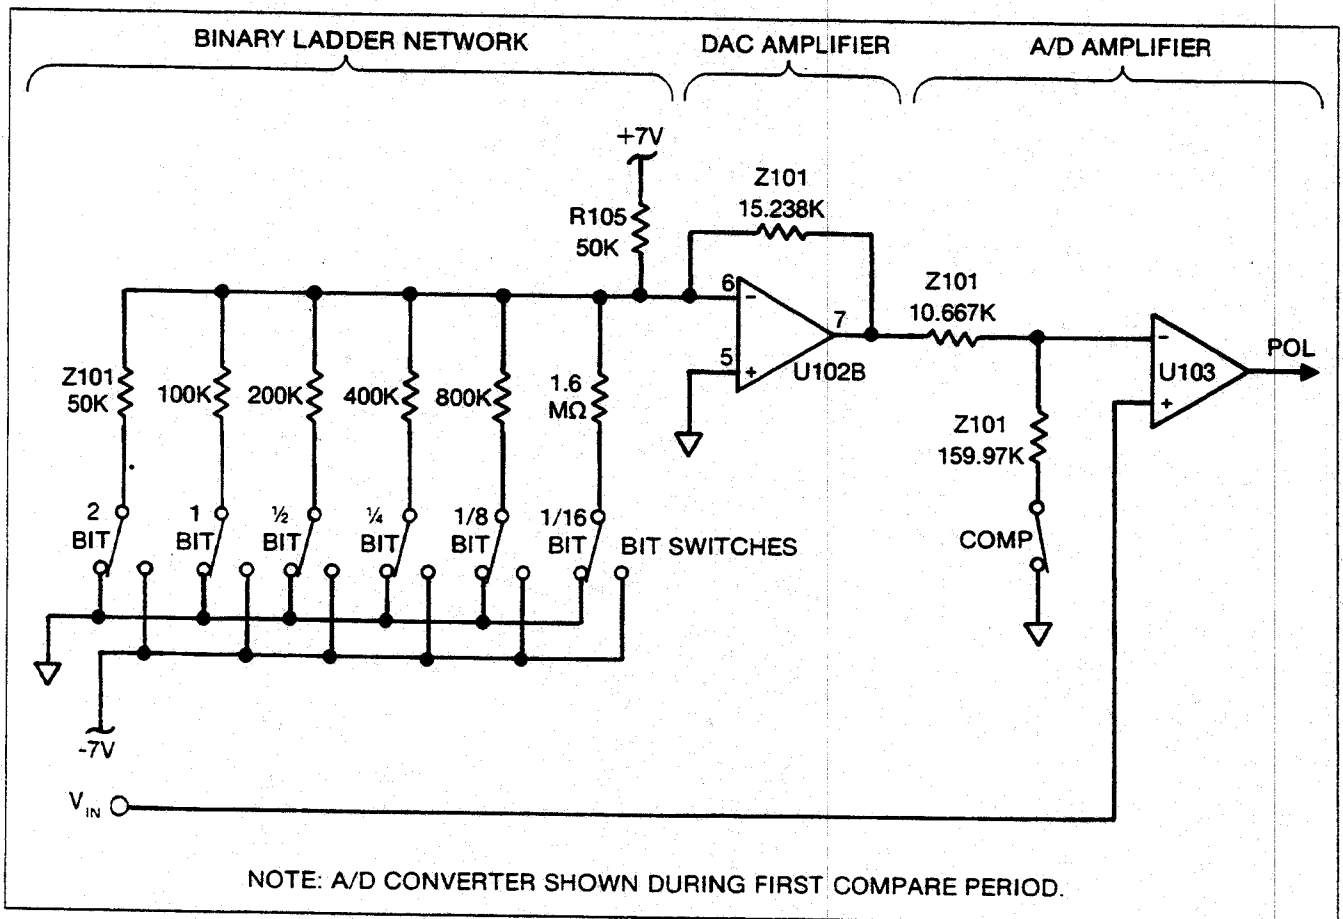 BINARY LADDER NETWORK
DAC AMPLIFIER
A/D AMPLIFIER
+7V
R105
50K
Z101
15.238K
Z101
10.667K
6
-
7
5
+
U102B
-
U103
+
POL
Z101
50K
100K
200K
400K
800K
1.6
MΩ
Z101
159.97K
2
BIT
1
BIT
½
BIT
¼
BIT
1/8
BIT
1/16
BIT
BIT SWITCHES
COMP
-7V
VIN
NOTE: A/D CONVERTER SHOWN DURING FIRST COMPARE PERIOD.